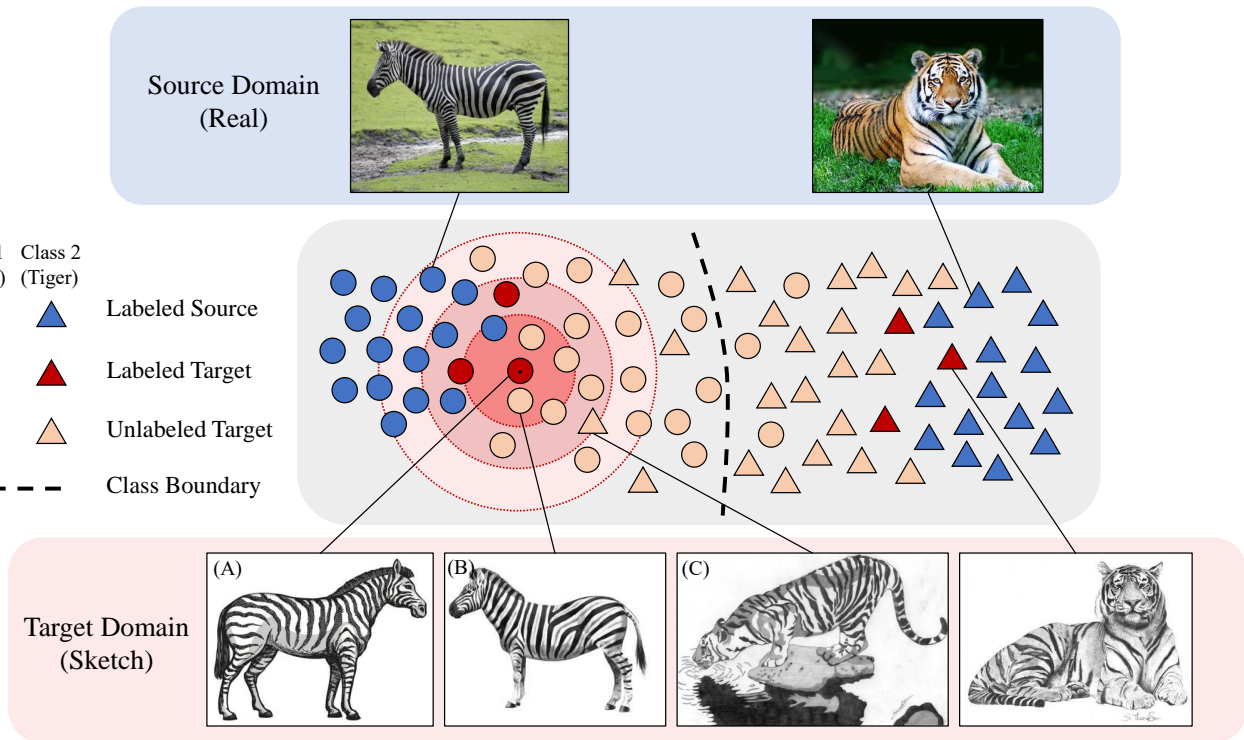 Source Domain
(Real)
Class 2
(Tiger)
Labeled Source
Labeled Target
Unlabeled Target
Class Boundary
Target Domain
(Sketch)
(A)
(B)
(C)